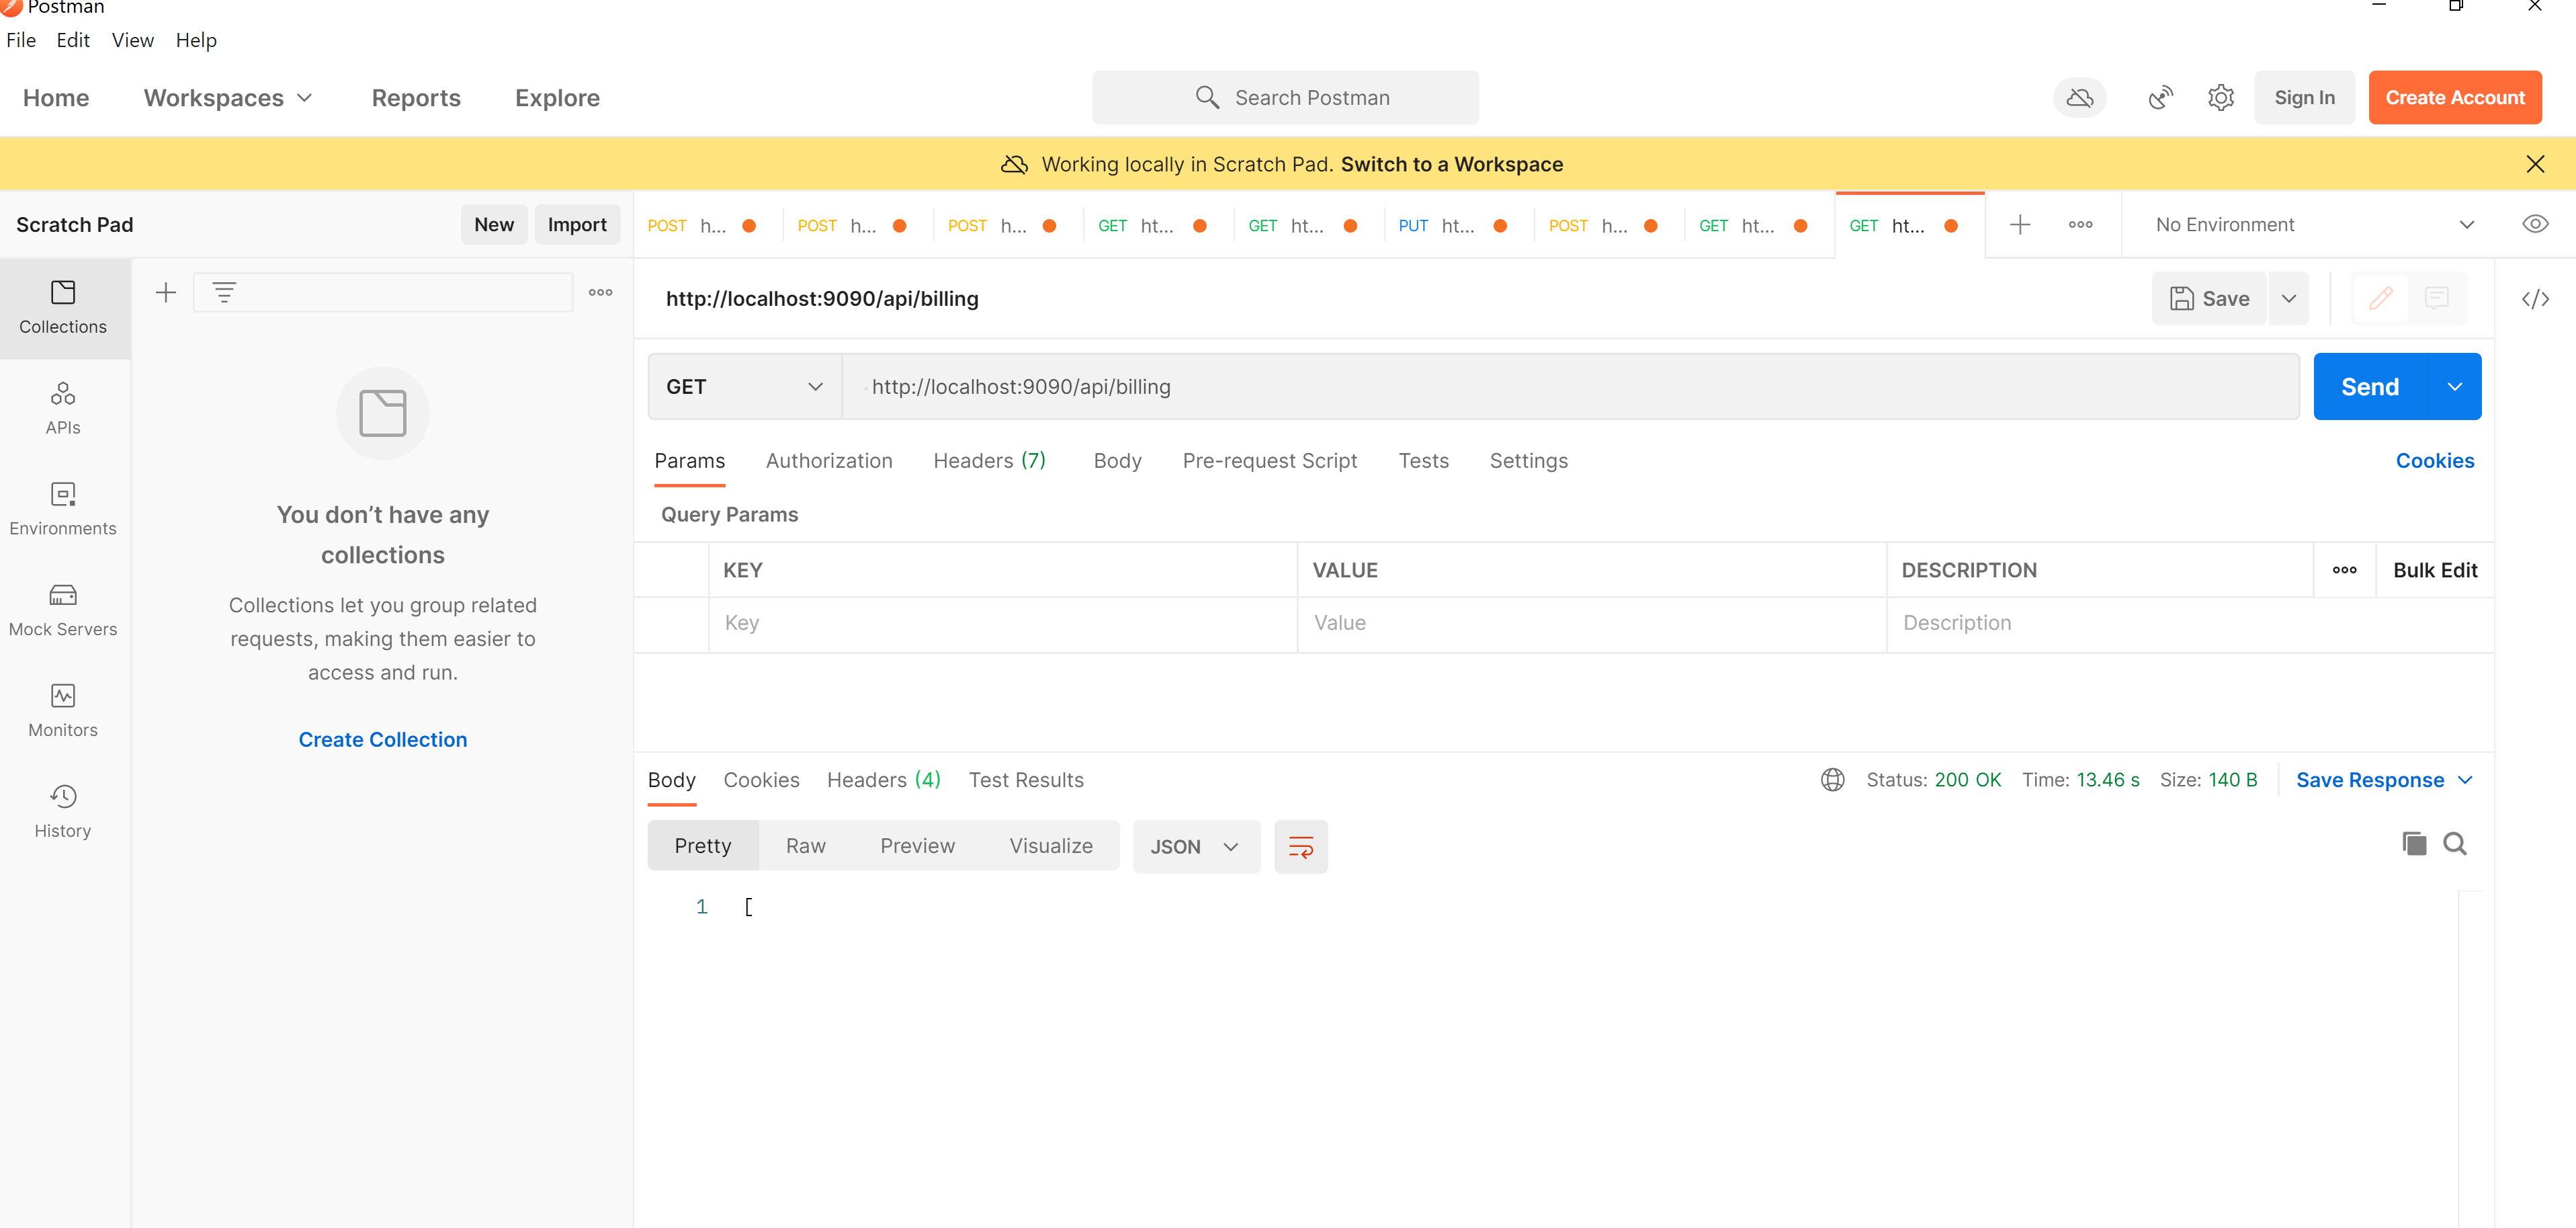 Postman
File Edit View Help
Home Workspaces Reports Explore Search Postman Sign In Create Account
Working locally in Scratch Pad. Switch to a Workspace
Scratch Pad New Import POST h... POST h... POST h... GET ht... GET ht... PUT ht... POST h... GET ht... GET ht... No Environment
Collections
APIs
Environments
Mock Servers
Monitors
History
You don’t have any
collections
Collections let you group related
requests, making them easier to
access and run.
Create Collection
http://localhost:9090/api/billing Save
GET http://localhost:9090/api/billing Send
Params Authorization Headers (7) Body Pre-request Script Tests Settings Cookies
Query Params
KEY VALUE DESCRIPTION Bulk Edit
Key Value Description
Body Cookies Headers (4) Test Results Status: 200 OK Time: 13.46 s Size: 140 B Save Response
Pretty Raw Preview Visualize JSON
1 [